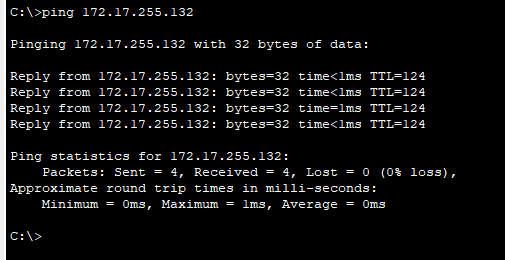 C:\>ping 172.17.255.132
Pinging 172.17.255.132 with 32 bytes of data:
Reply from 172.17.255.132: bytes=32 time<1ms TTL=124
Reply from 172.17.255.132: bytes=32 time<1ms TTL=124
Reply from 172.17.255.132: bytes=32 time=1ms TTL=124
Reply from 172.17.255.132: bytes=32 time<1ms TTL=124
Ping statistics for 172.17.255.132:
    Packets: Sent = 4, Received = 4, Lost = 0 (0% loss),
Approximate round trip times in milli-seconds:
    Minimum = 0ms, Maximum = 1ms, Average = 0ms
C:\>